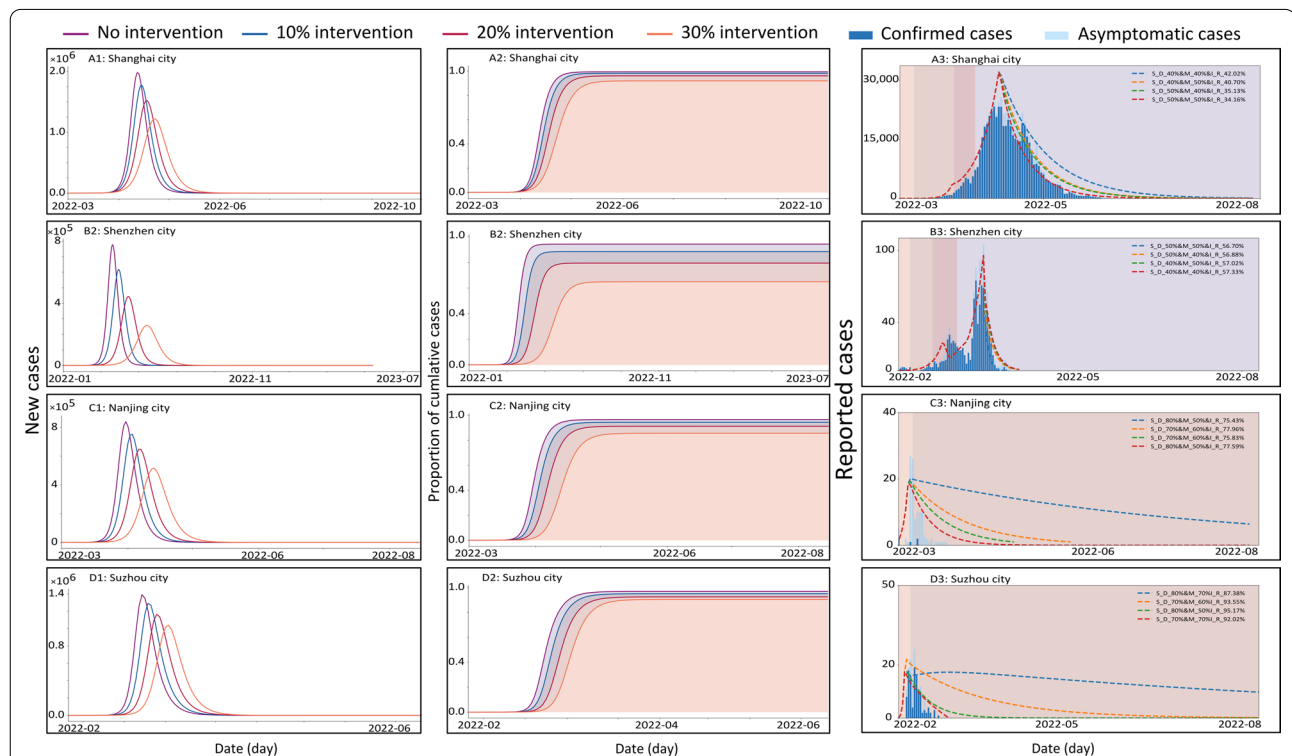 No intervention 10% intervention 20% intervention 30% intervention Confirmed cases Asymptomatic cases
×10⁶
A1: Shanghai city
2.0
1.0
0.0
2022-03 2022-06 2022-10
A2: Shanghai city
1.0
0.4
0.0
2022-03 2022-06 2022-10
A3: Shanghai city
30,000
15,000
0
S_D_40%&M_40%&I_R_42.02%
S_D_40%&M_50%&I_R_40.70%
S_D_50%&M_40%&I_R_35.13%
S_D_50%&M_50%&I_R_34.16%
2022-03 2022-05 2022-08
×10⁵
B2: Shenzhen city
8
4
0
2022-01 2022-11 2023-07
B2: Shenzhen city
1.0
0.4
0.0
2022-01 2022-11 2023-07
B3: Shenzhen city
100
40
0
S_D_50%&M_50%&I_R_56.70%
S_D_50%&M_40%&I_R_56.88%
S_D_40%&M_50%&I_R_57.02%
S_D_40%&M_40%&I_R_57.33%
2022-02 2022-05 2022-08
New cases
Proportion of cumlative cases
Reported cases
×10⁵
C1: Nanjing city
8
4
0
2022-03 2022-06 2022-08
C2: Nanjing city
1.0
0.4
0.0
2022-03 2022-06 2022-08
C3: Nanjing city
40
20
0
S_D_80%&M_50%&I_R_75.43%
S_D_70%&M_60%&I_R_77.96%
S_D_70%&M_60%&I_R_75.83%
S_D_80%&M_50%&I_R_77.59%
2022-03 2022-06 2022-08
×10⁶
D1: Suzhou city
1.4
0.8
0.0
2022-02 2022-06
D2: Suzhou city
1.0
0.4
0.0
2022-02 2022-04 2022-06
D3: Suzhou city
50
20
0
S_D_80%&M_70%I_R_87.38%
S_D_70%&M_60%I_R_93.55%
S_D_80%&M_50%I_R_95.17%
S_D_70%&M_70%I_R_92.02%
2022-02 2022-05 2022-08
Date (day) Date (day) Date (day)